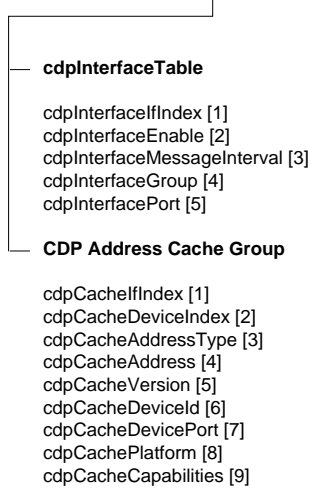 cdpInterfaceTable
cdpInterfaceIfIndex [1]
cdpInterfaceEnable [2]
cdpInterfaceMessageInterval [3]
cdpInterfaceGroup [4]
cdpInterfacePort [5]
CDP Address Cache Group
cdpCacheIfIndex [1]
cdpCacheDeviceIndex [2]
cdpCacheAddressType [3]
cdpCacheAddress [4]
cdpCacheVersion [5]
cdpCacheDeviceId [6]
cdpCacheDevicePort [7]
cdpCachePlatform [8]
cdpCacheCapabilities [9]